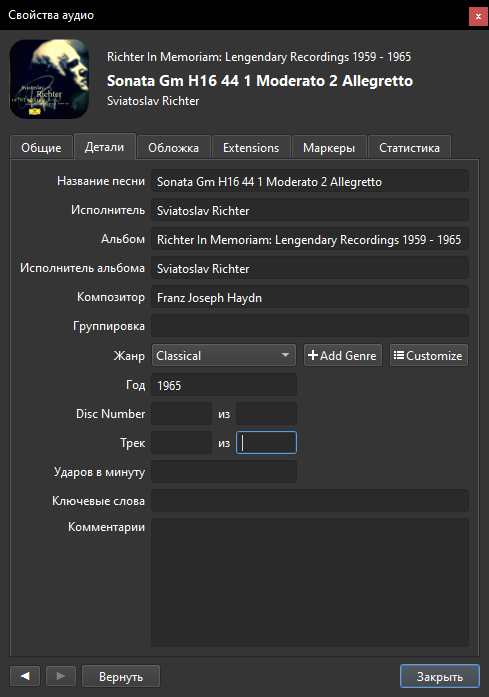 Свойства аудио
x
Richter In Memoriam: Lengendary Recordings 1959 - 1965
Sonata Gm H16 44 1 Moderato 2 Allegretto
Sviatoslav Richter
Sviatoslav
Richter
Общие Детали Обложка Extensions Маркеры Статистика
Название песни Sonata Gm H16 44 1 Moderato 2 Allegretto
Исполнитель Sviatoslav Richter
Альбом Richter In Memoriam: Lengendary Recordings 1959 - 1965
Исполнитель альбома Sviatoslav Richter
Композитор Franz Joseph Haydn
Группировка
Жанр Classical +Add Genre Customize
Год 1965
Disc Number из
Трек из
Ударов в минуту
Ключевые слова
Комментарии
Вернуть Закрыть